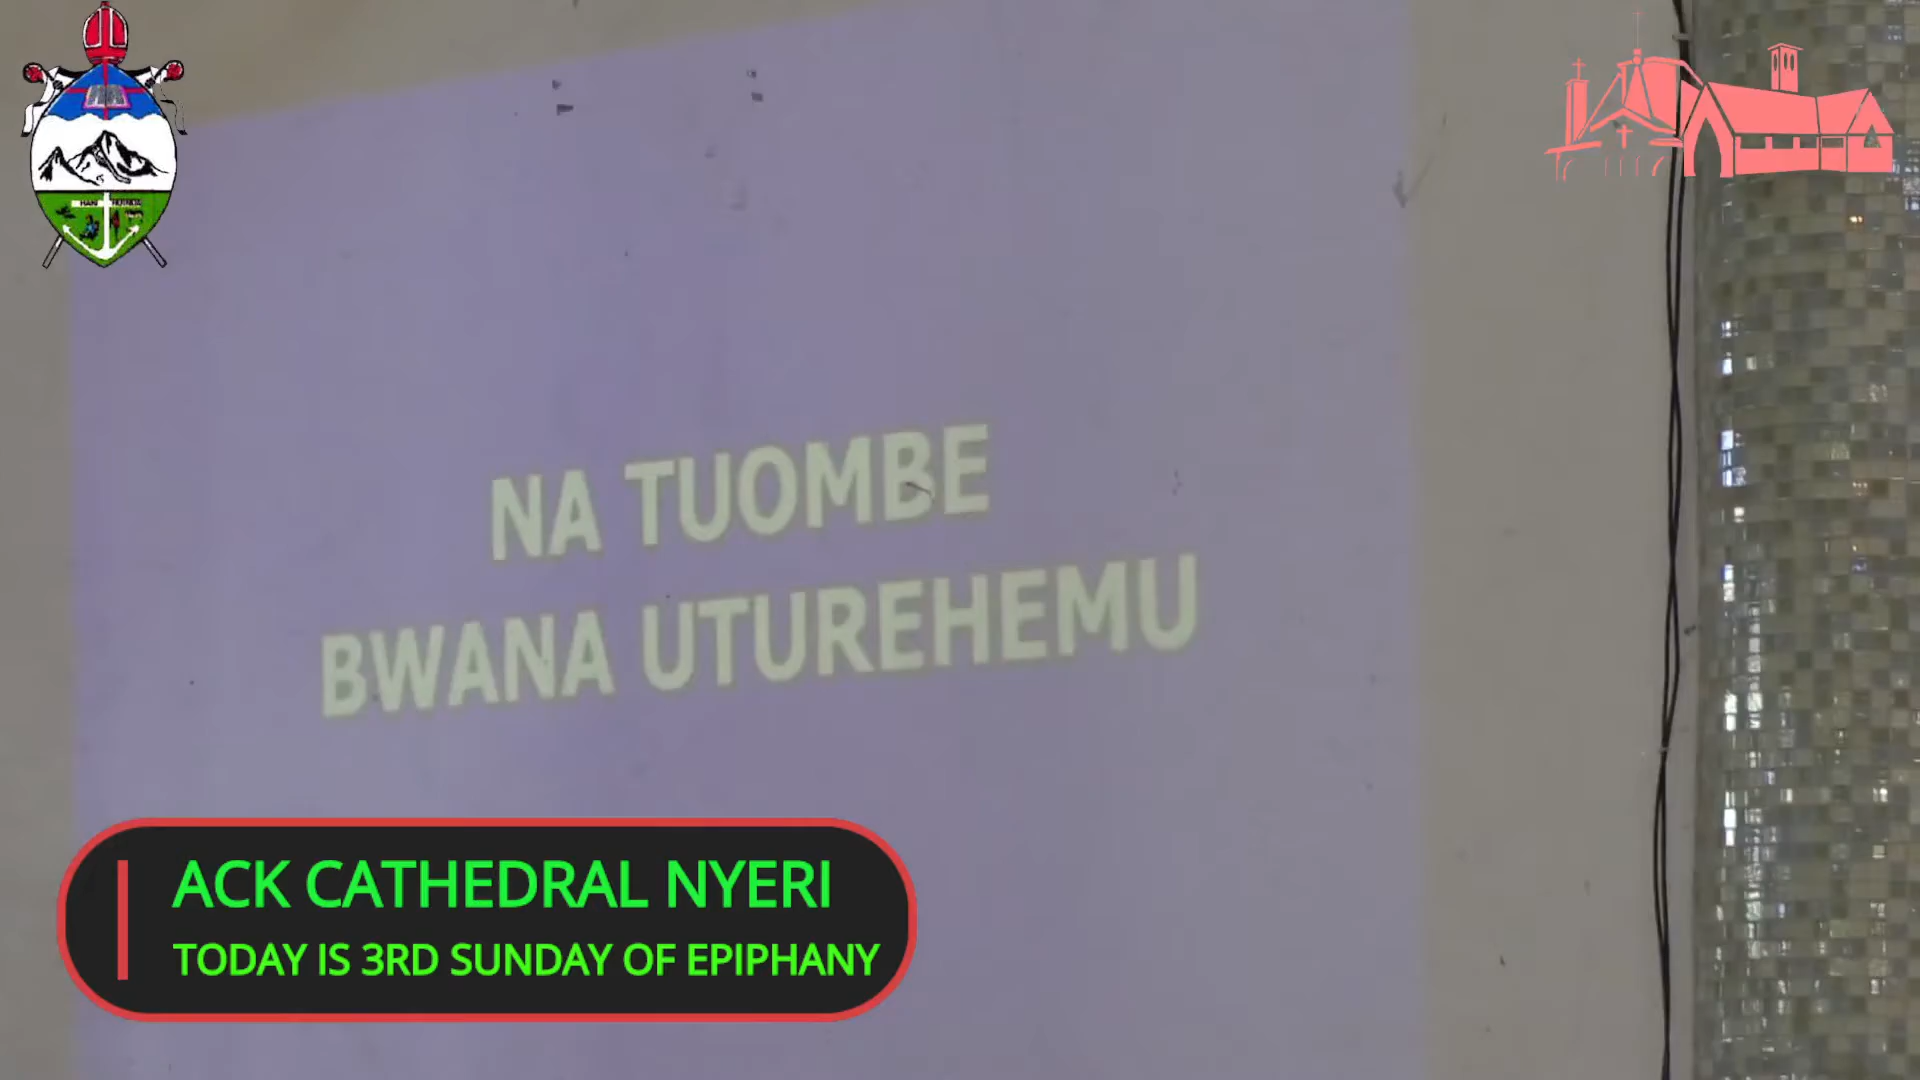 NA TUOMBE
BWANA UTUREHEMU
ACK CATHEDRAL NYERI
TODAY IS 3RD SUNDAY OF EPIPHANY